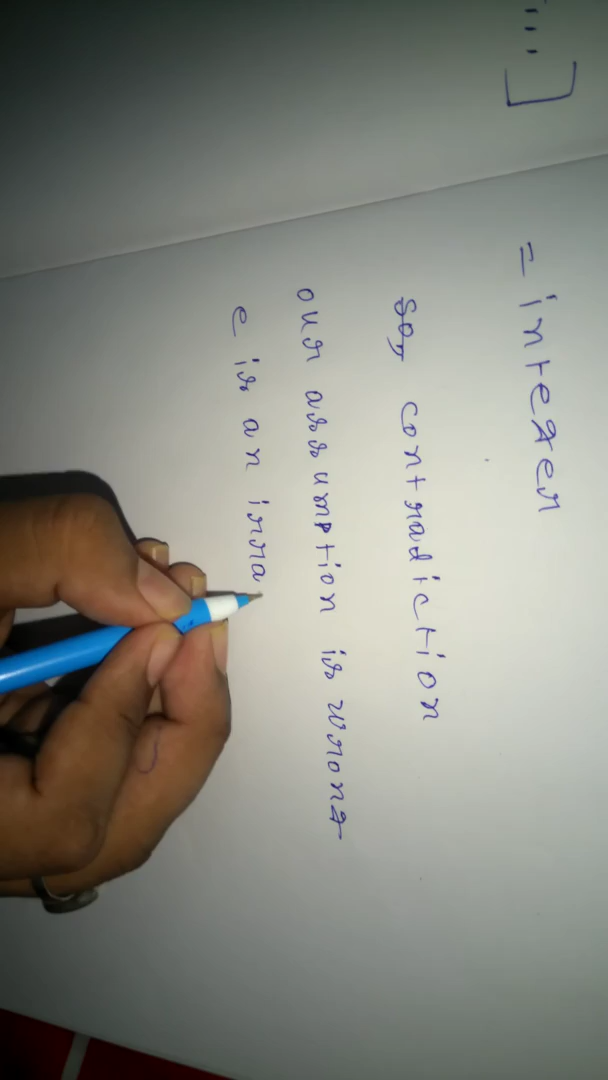 ...]
= integer
So, contradiction
our assumption is wrong
e is an irra